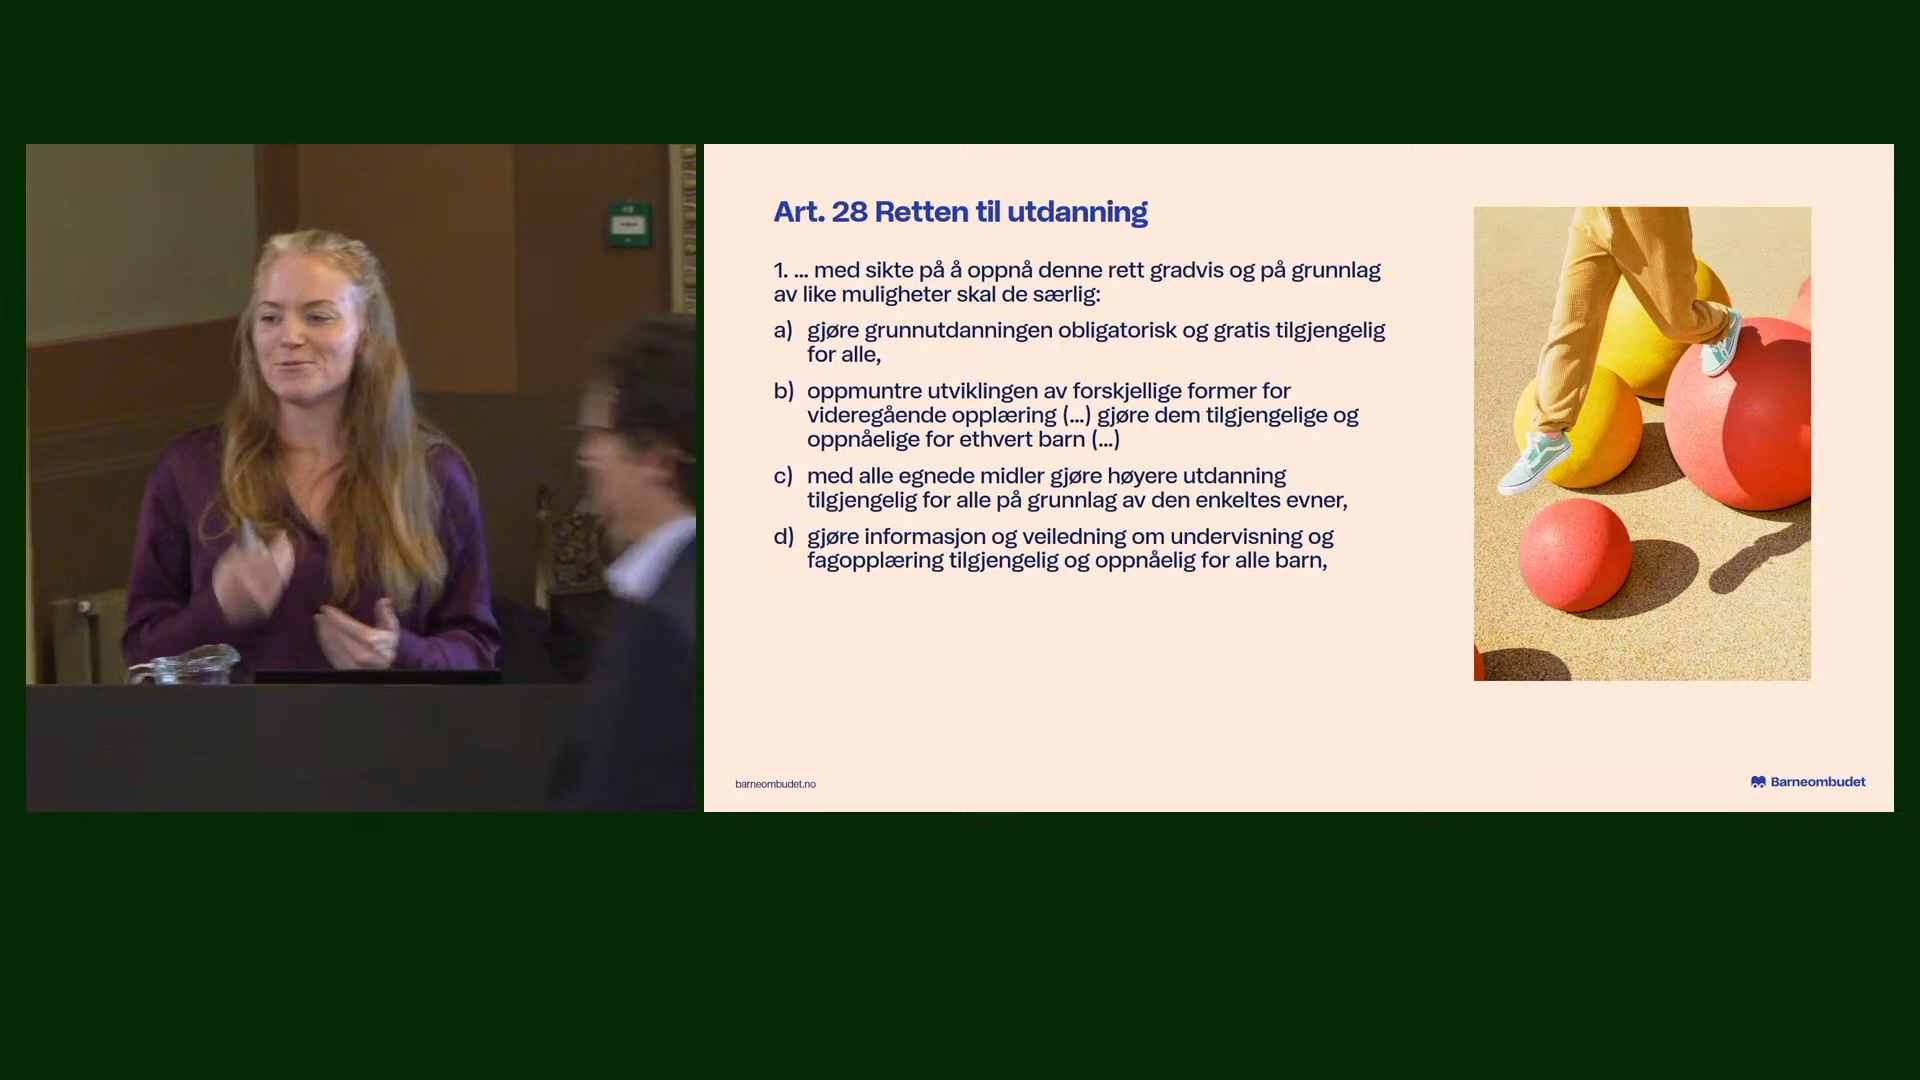 Art. 28 Retten til utdanning
1. ... med sikte på å oppnå denne rett gradvis og på grunnlag
av like muligheter skal de særlig:
a) gjøre grunnutdanningen obligatorisk og gratis tilgjengelig
for alle,
b) oppmuntre utviklingen av forskjellige former for
videregående opplæring (...) gjøre dem tilgjengelige og
oppnåelige for ethvert barn (...)
c) med alle egnede midler gjøre høyere utdanning
tilgjengelig for alle på grunnlag av den enkeltes evner,
d) gjøre informasjon og veiledning om undervisning og
fagopplæring tilgjengelig og oppnåelig for alle barn,
barneombudet.no
Barneombudet